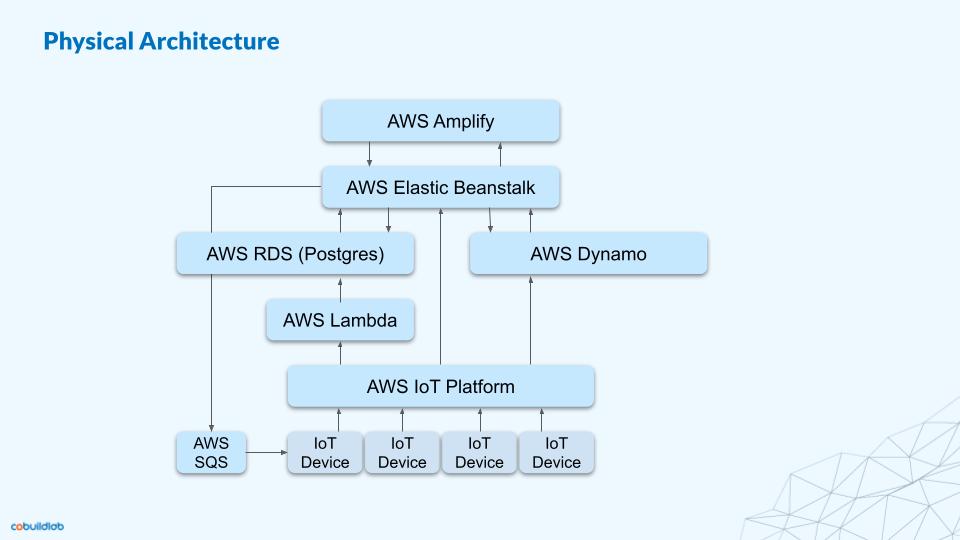 Physical Architecture
AWS Amplify
AWS Elastic Beanstalk
AWS RDS (Postgres)
AWS Dynamo
AWS Lambda
AWS IoT Platform
AWS
SQS
IoT
Device
IoT
Device
IoT
Device
IoT
Device
cobuildlab